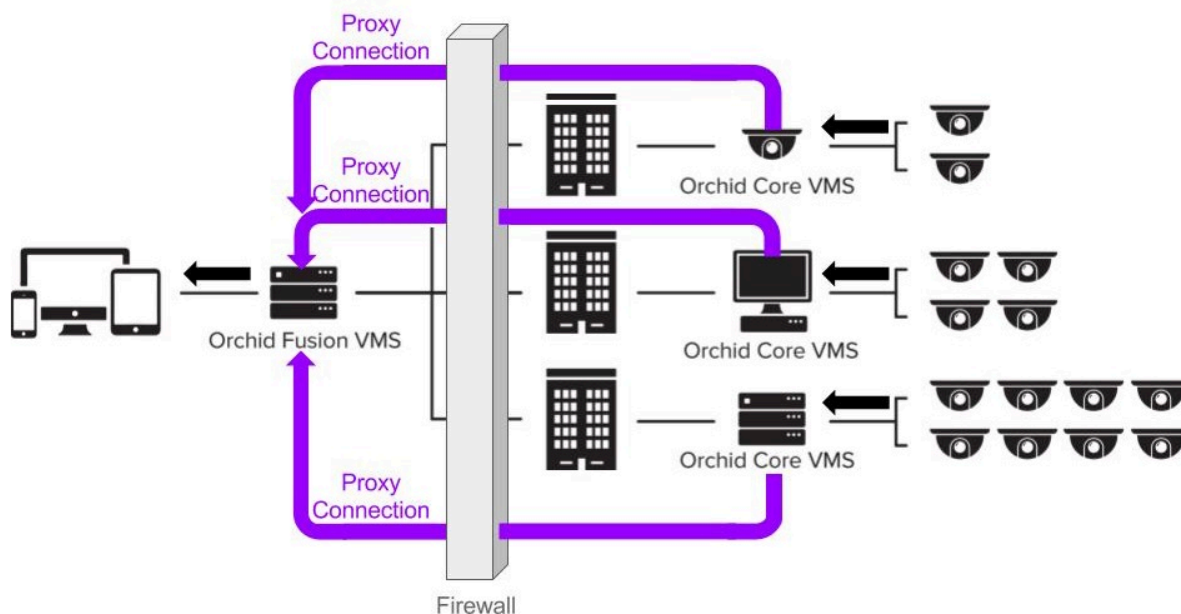 Proxy
Connection
Orchid Core VMS
Proxy
Connection
Orchid Fusion VMS
Orchid Core VMS
Orchid Core VMS
Proxy
Connection
Firewall